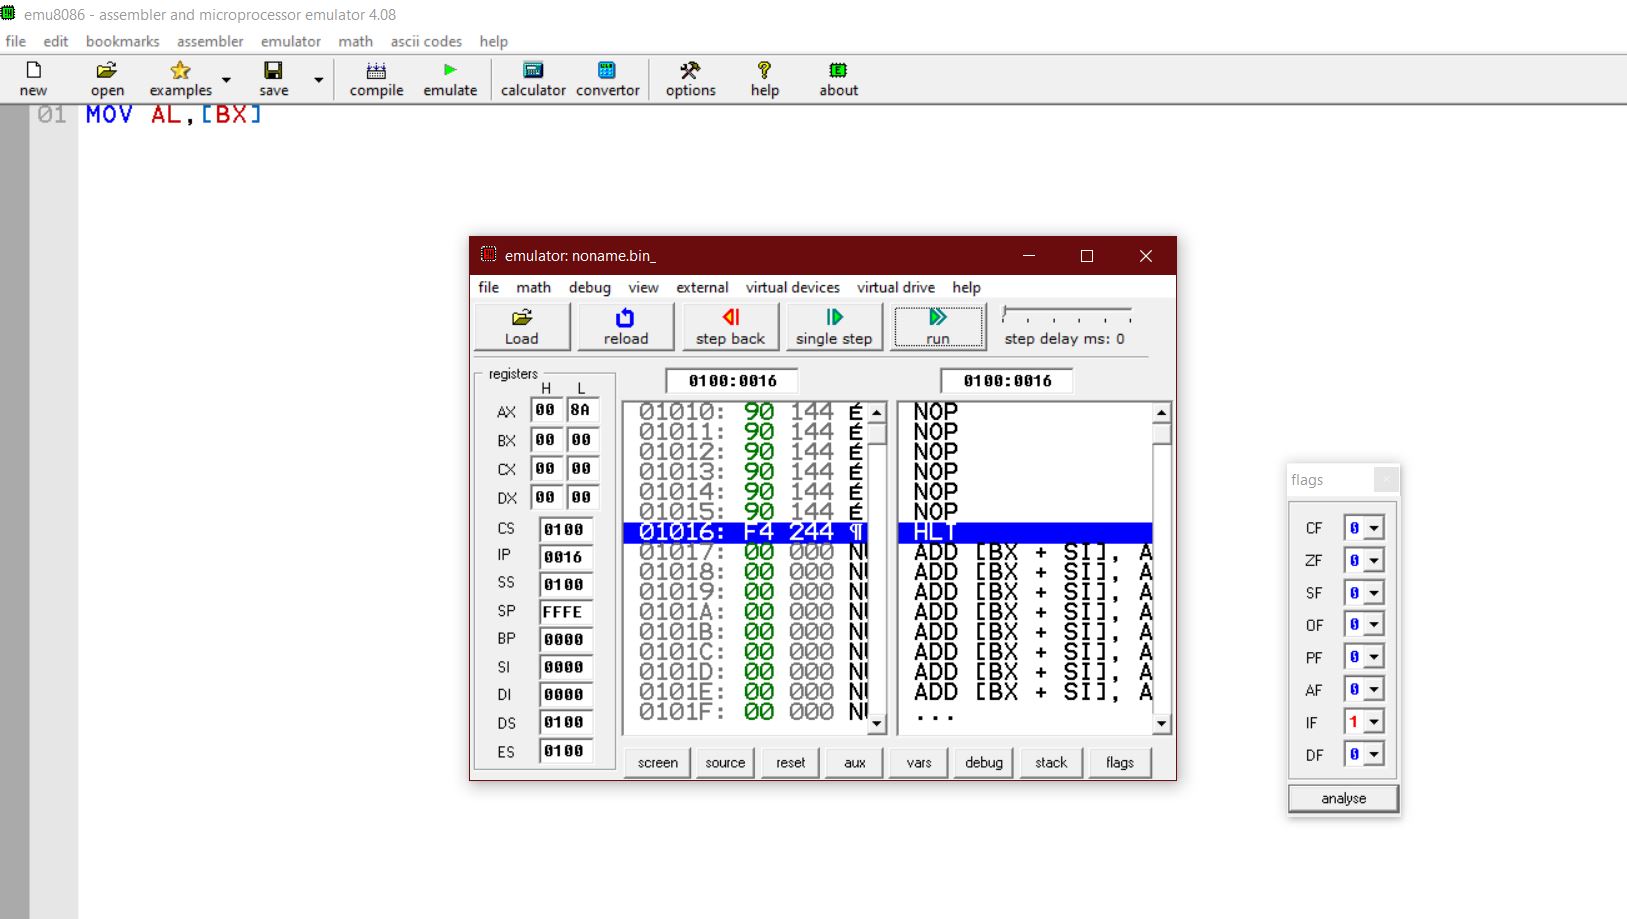 emu8086 - assembler and microprocessor emulator 4.08
file edit bookmarks assembler emulator math ascii codes help
new open examples save compile emulate calculator convertor options help about
01 MOV AL,[BX]
emulator: noname.bin_
file math debug view external virtual devices virtual drive help
Load reload step back single step run step delay ms: 0
registers
H L
AX 00 8A
BX 00 00
CX 00 00
DX 00 00
CS 0100
IP 0016
SS 0100
SP FFFE
BP 0000
SI 0000
DI 0000
DS 0100
ES 0100
0100:0016
01010: 90 144 É
01011: 90 144 É
01012: 90 144 É
01013: 90 144 É
01014: 90 144 É
01015: 90 144 É
01016: F4 244 ¶
01017: 00 000 NU
01018: 00 000 NU
01019: 00 000 NU
0101A: 00 000 NU
0101B: 00 000 NU
0101C: 00 000 NU
0101D: 00 000 NU
0101E: 00 000 NU
0101F: 00 000 NU
0100:0016
NOP
NOP
NOP
NOP
NOP
NOP
HLT
ADD [BX + SI], A
ADD [BX + SI], A
ADD [BX + SI], A
ADD [BX + SI], A
ADD [BX + SI], A
ADD [BX + SI], A
ADD [BX + SI], A
ADD [BX + SI], A
...
screen source reset aux vars debug stack flags
flags
CF 0
ZF 0
SF 0
OF 0
PF 0
AF 0
IF 1
DF 0
analyse